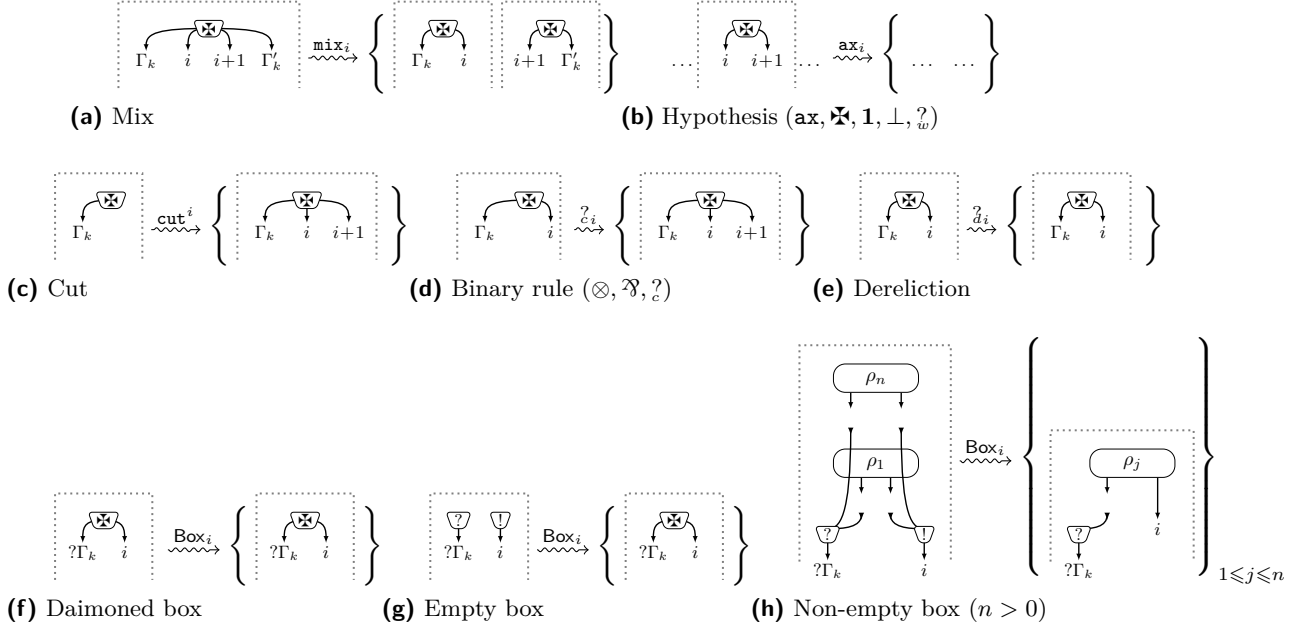 ✠ mix_i ✠ ✠ ✠ ax_i
Γ_k i i+1 Γ′_k { Γ_k i i+1 Γ′_k } … i i+1 … { … … }
(a) Mix (b) Hypothesis (ax, ✠, 1, ⊥, ?_w)
✠ cut^i ✠ ✠ ?_c i ✠ ✠ ?_d i ✠
Γ_k { Γ_k i i+1 } Γ_k i { Γ_k i i+1 } Γ_k i { Γ_k i }
(c) Cut (d) Binary rule (⊗, ⅋, ?_c) (e) Dereliction
ρ_n
ρ_1 Box_i ρ_j
✠ Box_i ✠ ? ! Box_i ✠ ? ! ? i
?Γ_k i { ?Γ_k i } ?Γ_k i { ?Γ_k i } ?Γ_k i { ?Γ_k } 1⩽j⩽n
(f) Daimoned box (g) Empty box (h) Non-empty box (n > 0)